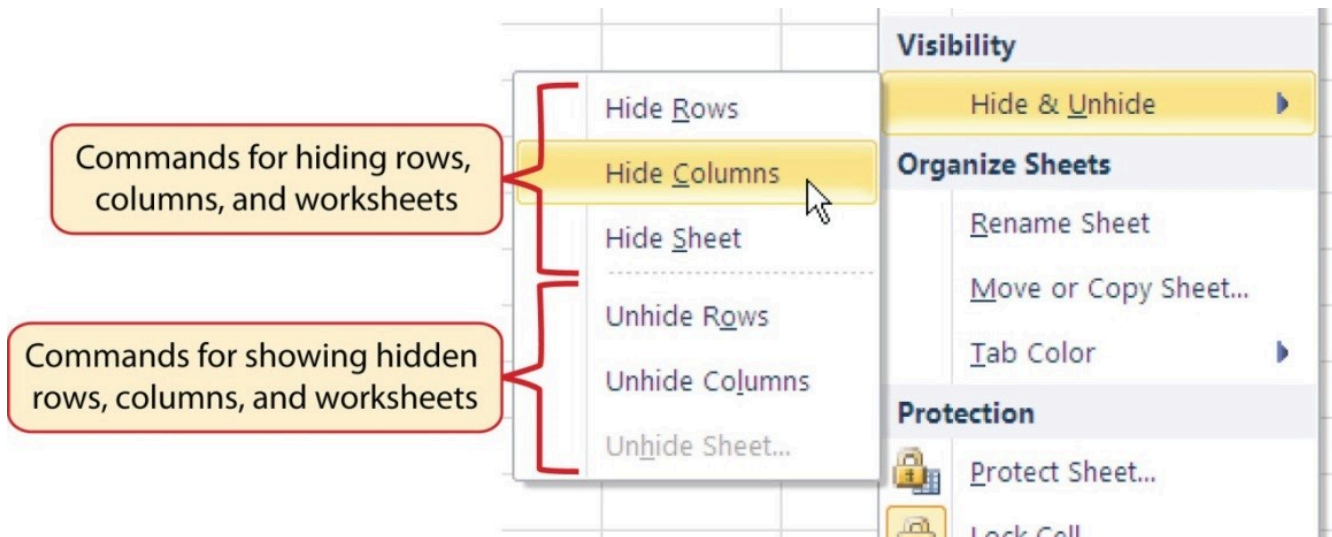 Commands for hiding rows,
columns, and worksheets
Commands for showing hidden
rows, columns, and worksheets
Hide Rows
Hide Columns
Hide Sheet
Unhide Rows
Unhide Columns
Unhide Sheet...
Visibility
Hide & Unhide
Organize Sheets
Rename Sheet
Move or Copy Sheet...
Tab Color
Protection
Protect Sheet...
Lock Cell